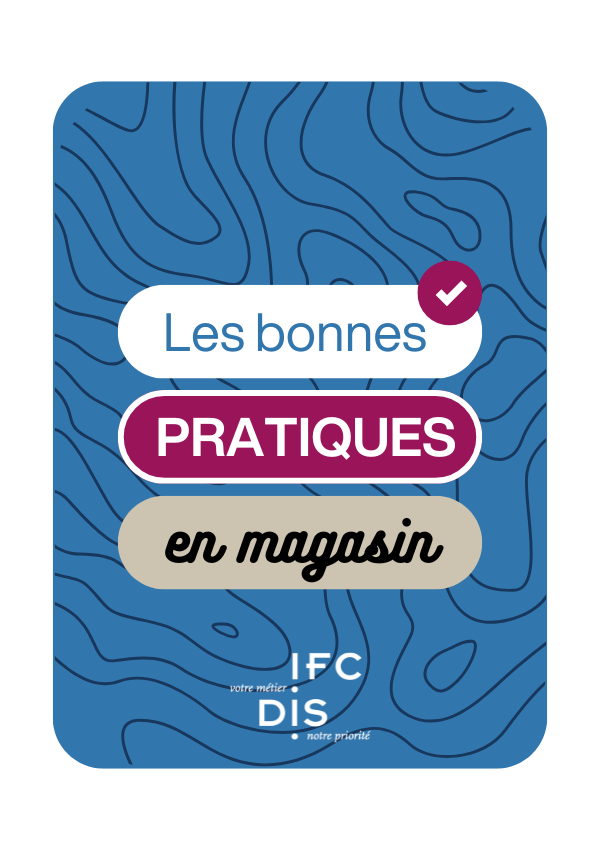 Les bonnes
PRATIQUES
en magasin
IFC
votre métier
DIS
notre priorité